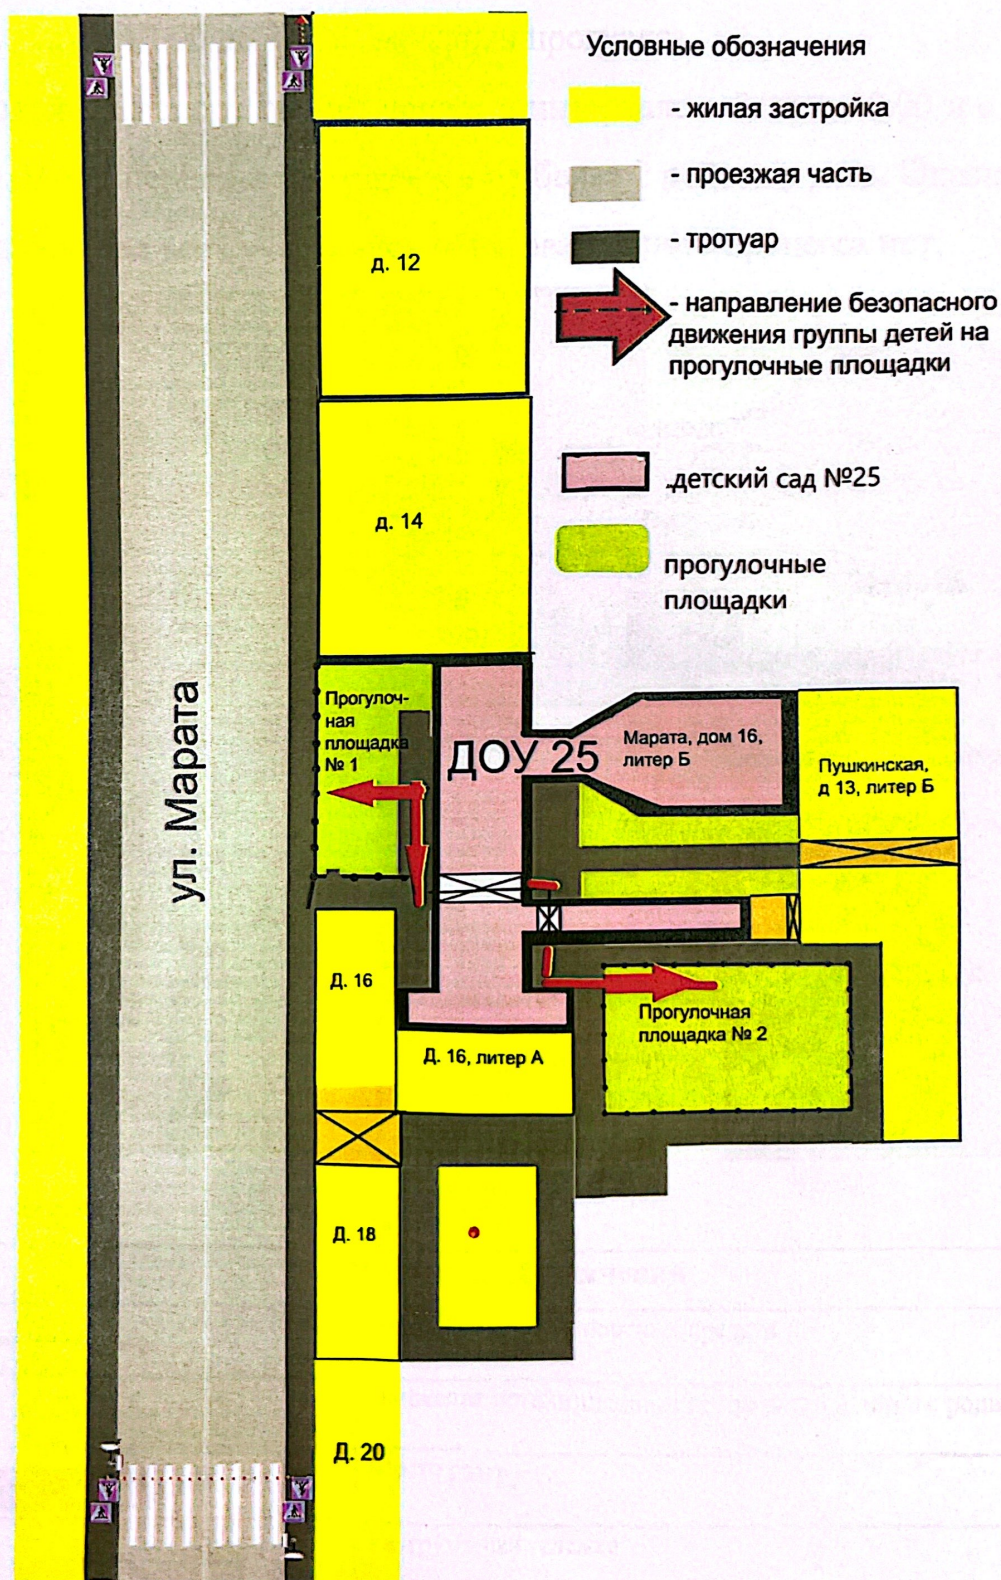 Условные обозначения
- жилая застройка
- проезжая часть
- тротуар
- направление безопасного
движения группы детей на
прогулочные площадки
детский сад №25
прогулочные
площадки
д. 12
д. 14
ул. Марата
Прогулоч-
ная
площадка
№ 1
ДОУ 25
Марата, дом 16,
литер Б
Пушкинская,
д 13, литер Б
Д. 16
Прогулочная
площадка № 2
Д. 16, литер А
Д. 18
Д. 20